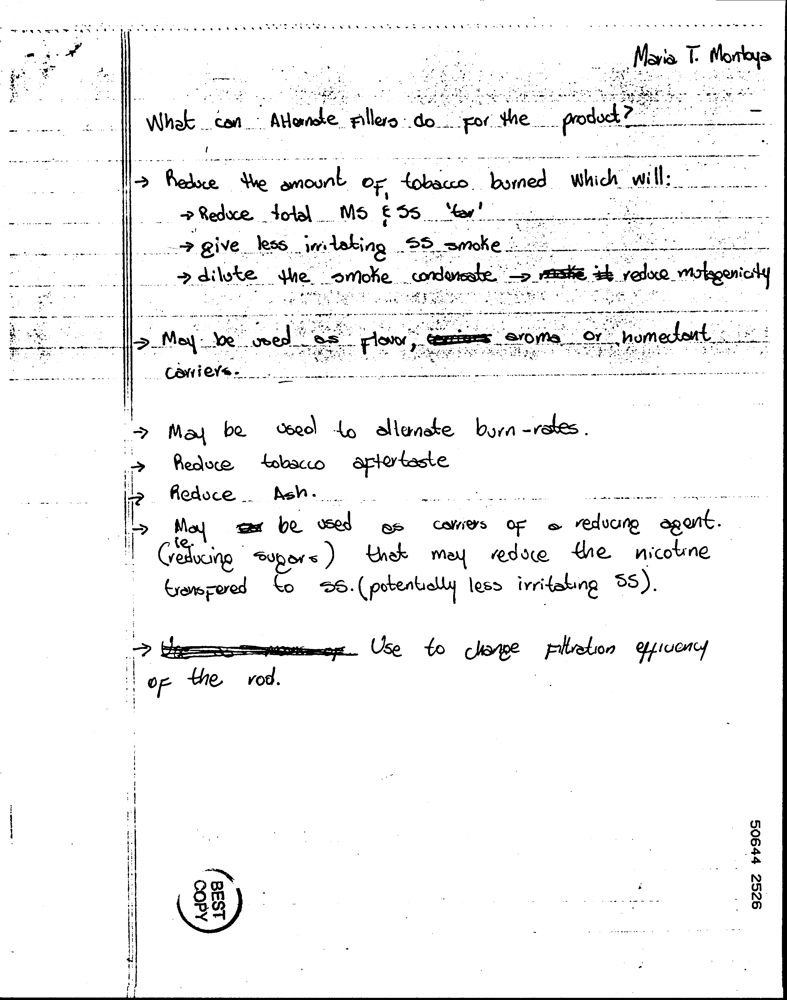 Maria T. Montoya
What can Alternate Fillers do for the product?
→ Reduce the amount of tobacco burned which will:
→ Reduce total MS & SS 'tar'
→ give less irritating SS smoke
→ dilute the smoke condensate → make it reduce mutagenicity
→ May be used as flavor, aroma or humectant
carriers.
→ May be used to alternate burn-rates.
→ Reduce tobacco aftertaste
→ Reduce Ash.
→ May be used as carriers of a reducing agent.
ie.
(reducing sugars) that may reduce the nicotine
transfered to SS. (potentially less irritating SS).
→ Use to change filtration efficency
of the rod.
50644 2526
BEST
COPY